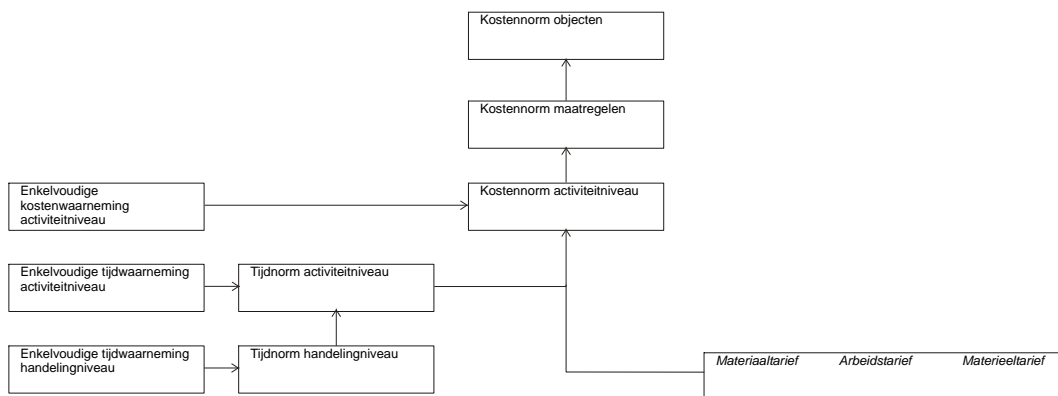 Kostennorm objecten
Kostennorm maatregelen
Enkelvoudige
kostenwaarneming
activiteitniveau
Kostennorm activiteitniveau
Enkelvoudige tijdwaarneming
activiteitniveau
Tijdnorm activiteitniveau
Enkelvoudige tijdwaarneming
handelingniveau
Tijdnorm handelingniveau
Materiaaltarief Arbeidstarief Materieeltarief